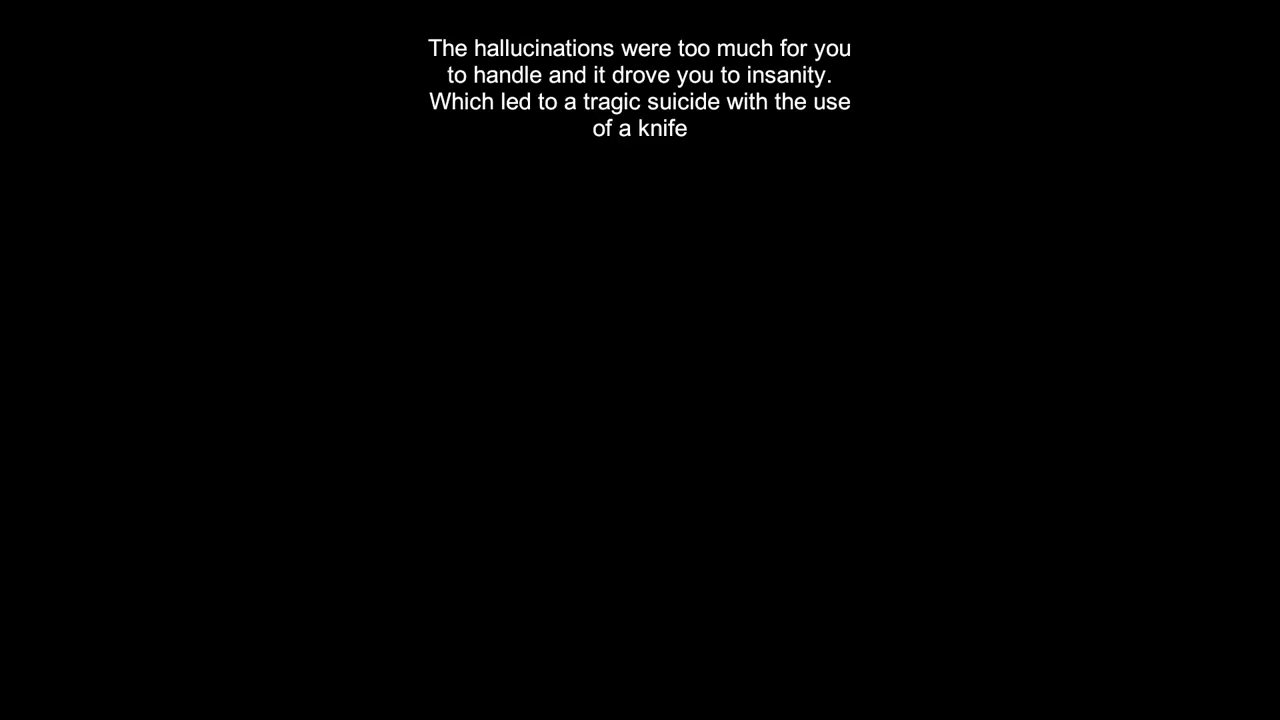 The hallucinations were too much for you
to handle and it drove you to insanity.
Which led to a tragic suicide with the use
of a knife